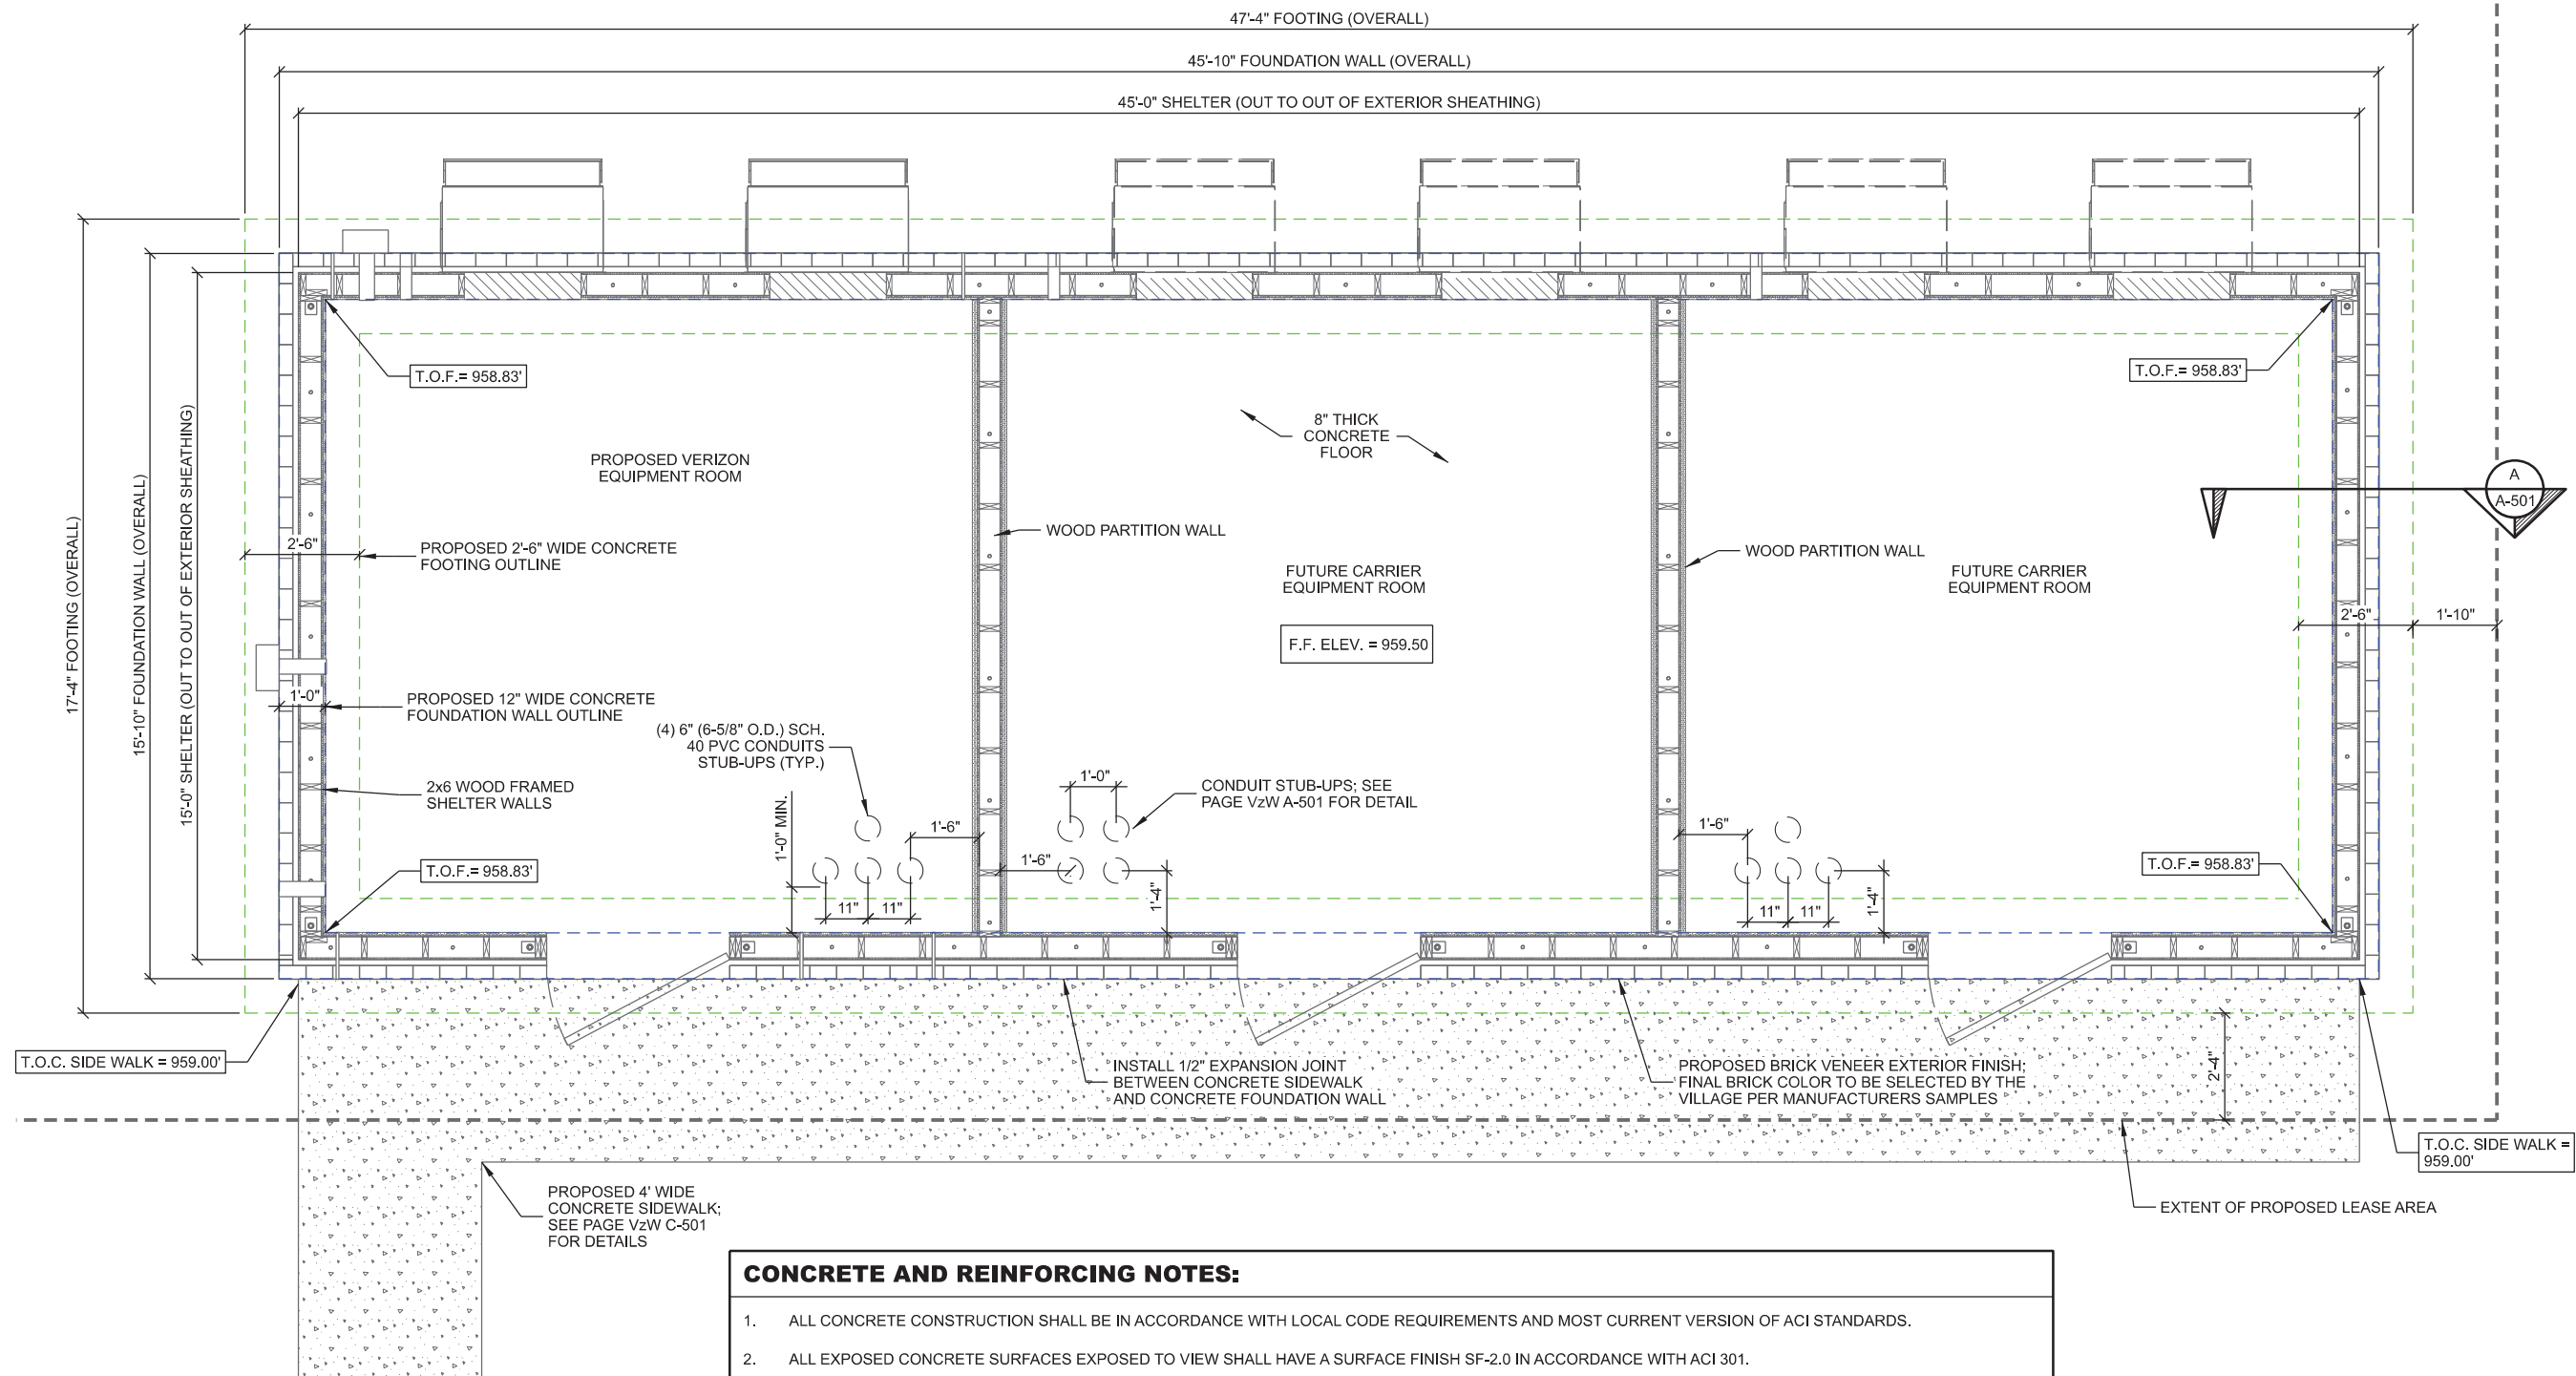 47'-4" FOOTING (OVERALL)
45'-10" FOUNDATION WALL (OVERALL)
45'-0" SHELTER (OUT TO OUT OF EXTERIOR SHEATHING)
17'-4" FOOTING (OVERALL)
15'-10" FOUNDATION WALL (OVERALL)
15'-0" SHELTER (OUT TO OUT OF EXTERIOR SHEATHING)
T.O.F.= 958.83'
T.O.F.= 958.83'
8" THICK
CONCRETE
FLOOR
PROPOSED VERIZON
EQUIPMENT ROOM
A
A-501
WOOD PARTITION WALL
2'-6"
PROPOSED 2'-6" WIDE CONCRETE
FOOTING OUTLINE
WOOD PARTITION WALL
FUTURE CARRIER
EQUIPMENT ROOM
FUTURE CARRIER
EQUIPMENT ROOM
2'-6"
1'-10"
F.F. ELEV. = 959.50
1'-0"
PROPOSED 12" WIDE CONCRETE
FOUNDATION WALL OUTLINE
(4) 6" (6-5/8" O.D.) SCH.
40 PVC CONDUITS
STUB-UPS (TYP.)
2x6 WOOD FRAMED
SHELTER WALLS
1'-0"
CONDUIT STUB-UPS; SEE
PAGE VzW A-501 FOR DETAIL
1'-0" MIN.
1'-6"
1'-6"
1'-6"
T.O.F.= 958.83'
T.O.F.= 958.83'
11"
11"
1'-4"
11"
11"
1'-4"
T.O.C. SIDE WALK = 959.00'
INSTALL 1/2" EXPANSION JOINT
BETWEEN CONCRETE SIDEWALK
AND CONCRETE FOUNDATION WALL
PROPOSED BRICK VENEER EXTERIOR FINISH;
FINAL BRICK COLOR TO BE SELECTED BY THE
VILLAGE PER MANUFACTURERS SAMPLES
2'-4"
T.O.C. SIDE WALK =
959.00'
PROPOSED 4' WIDE
CONCRETE SIDEWALK;
SEE PAGE VzW C-501
FOR DETAILS
EXTENT OF PROPOSED LEASE AREA
CONCRETE AND REINFORCING NOTES:
1. ALL CONCRETE CONSTRUCTION SHALL BE IN ACCORDANCE WITH LOCAL CODE REQUIREMENTS AND MOST CURRENT VERSION OF ACI STANDARDS.
2. ALL EXPOSED CONCRETE SURFACES EXPOSED TO VIEW SHALL HAVE A SURFACE FINISH SF-2.0 IN ACCORDANCE WITH ACI 301.